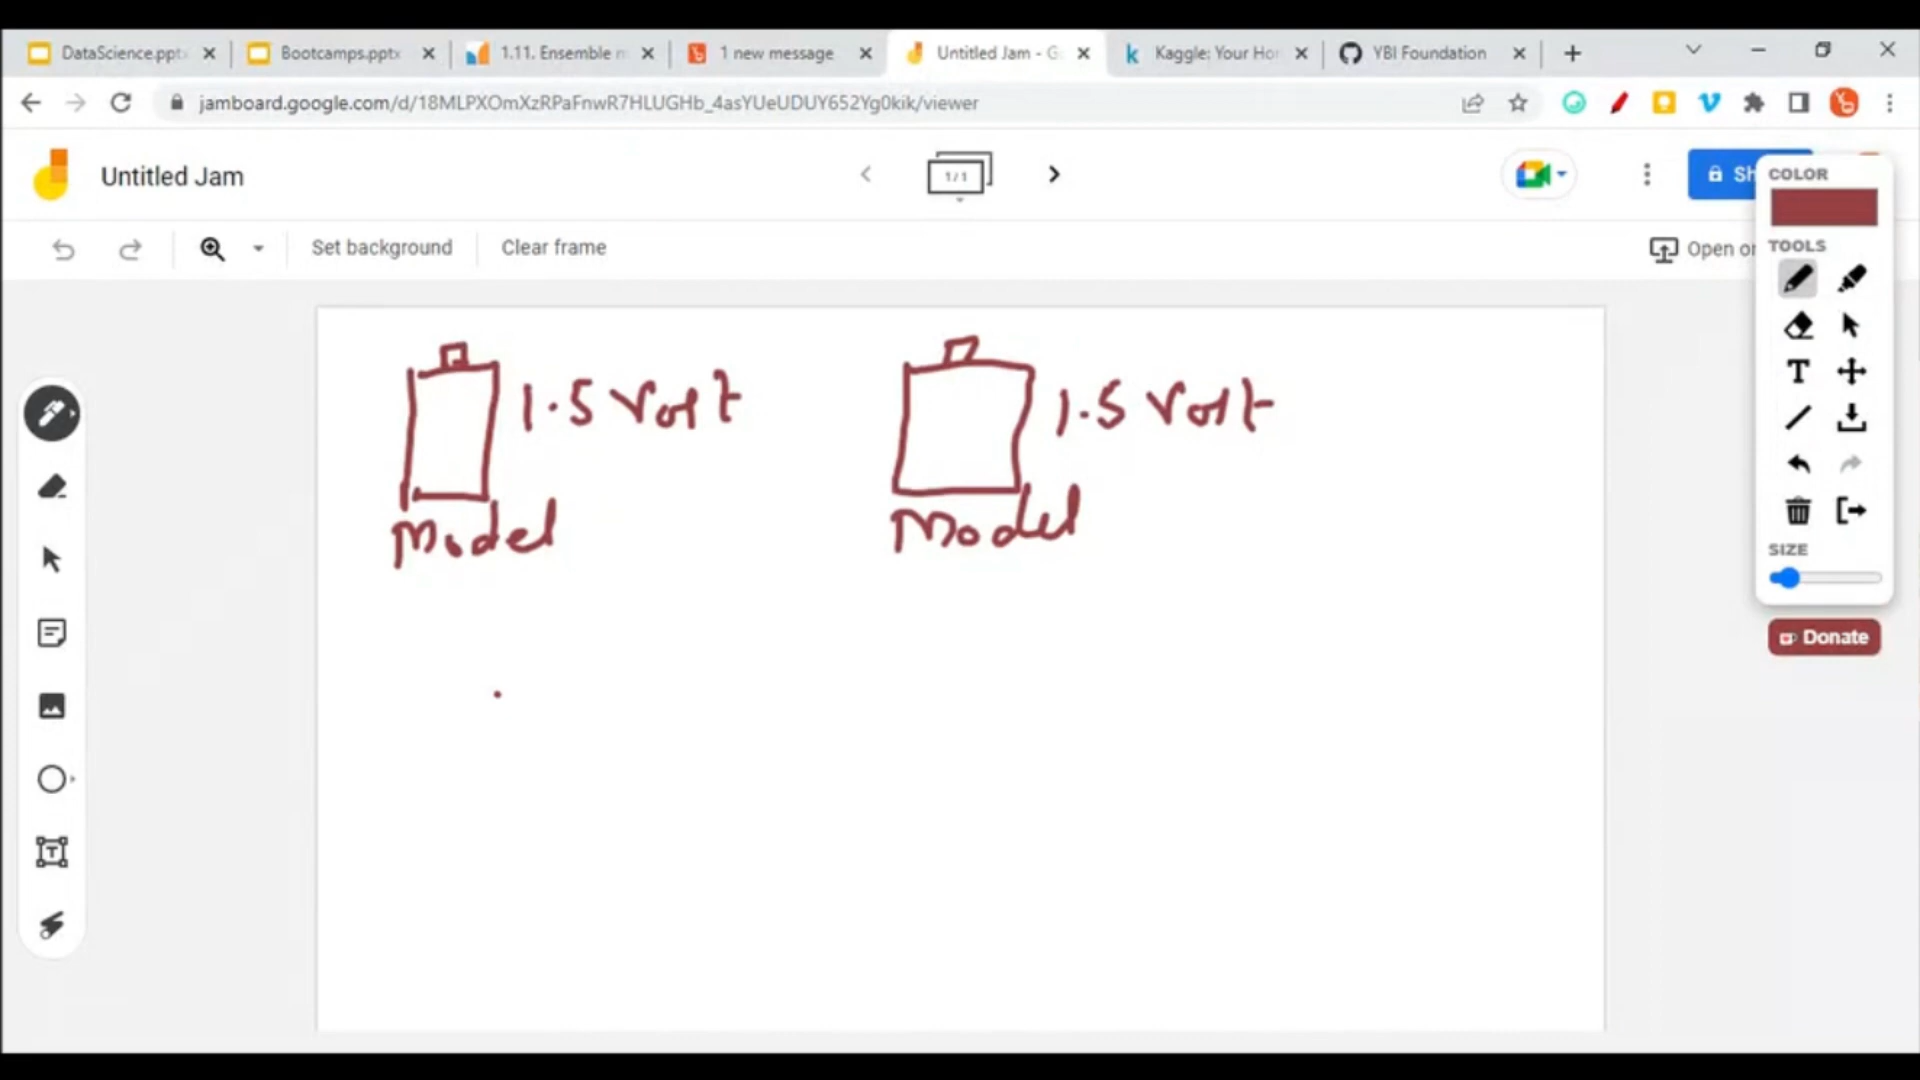 DataScience.pptx
Bootcamps.pptx
1.11. Ensemble
1 new message
Untitled Jam - G
Kaggle: Your Ho
YBI Foundation
jamboard.google.com/d/18MLPXOmXzRPaFnwR7HLUGHb_4asYUeUDUY652Yg0kik/viewer
Untitled Jam
1/1
Sh
COLOR
TOOLS
Set background
Clear frame
Open on
1.5 Volt
1.5 Volt
Model
Model
SIZE
Donate